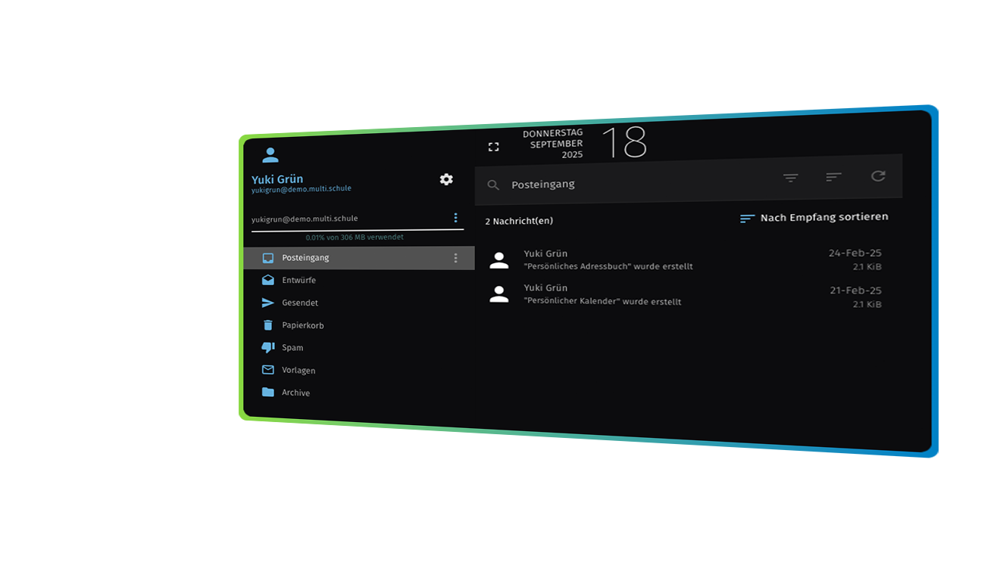 Yuki Grün
yukigrun@demo.multi.schule
yukigrun@demo.multi.schule
0.01% von 306 MB verwendet
Posteingang
Entwürfe
Gesendet
Papierkorb
Spam
Vorlagen
Archive
DONNERSTAG
SEPTEMBER
2025
18
Posteingang
2 Nachricht(en)
Nach Empfang sortieren
Yuki Grün
24-Feb-25
"Persönliches Adressbuch" wurde erstellt
2.1 KiB
Yuki Grün
21-Feb-25
"Persönlicher Kalender" wurde erstellt
2.1 KiB